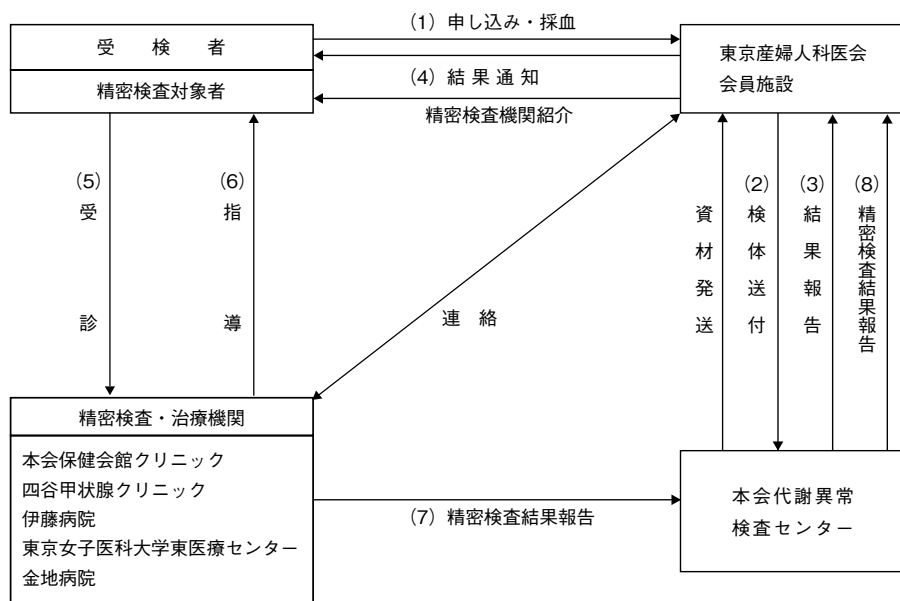 受検者
精密検査対象者
(1) 申し込み・採血
(4) 結果通知
精密検査機関紹介
東京産婦人科医会
会員施設
(5)
受診
(6)
指導
連絡
資材発送
(2)
検体送付
(3)
結果報告
(8)
精密検査結果報告
精密検査・治療機関
本会保健会館クリニック
四谷甲状腺クリニック
伊藤病院
東京女子医科大学東医療センター
金地病院
(7) 精密検査結果報告
本会代謝異常
検査センター